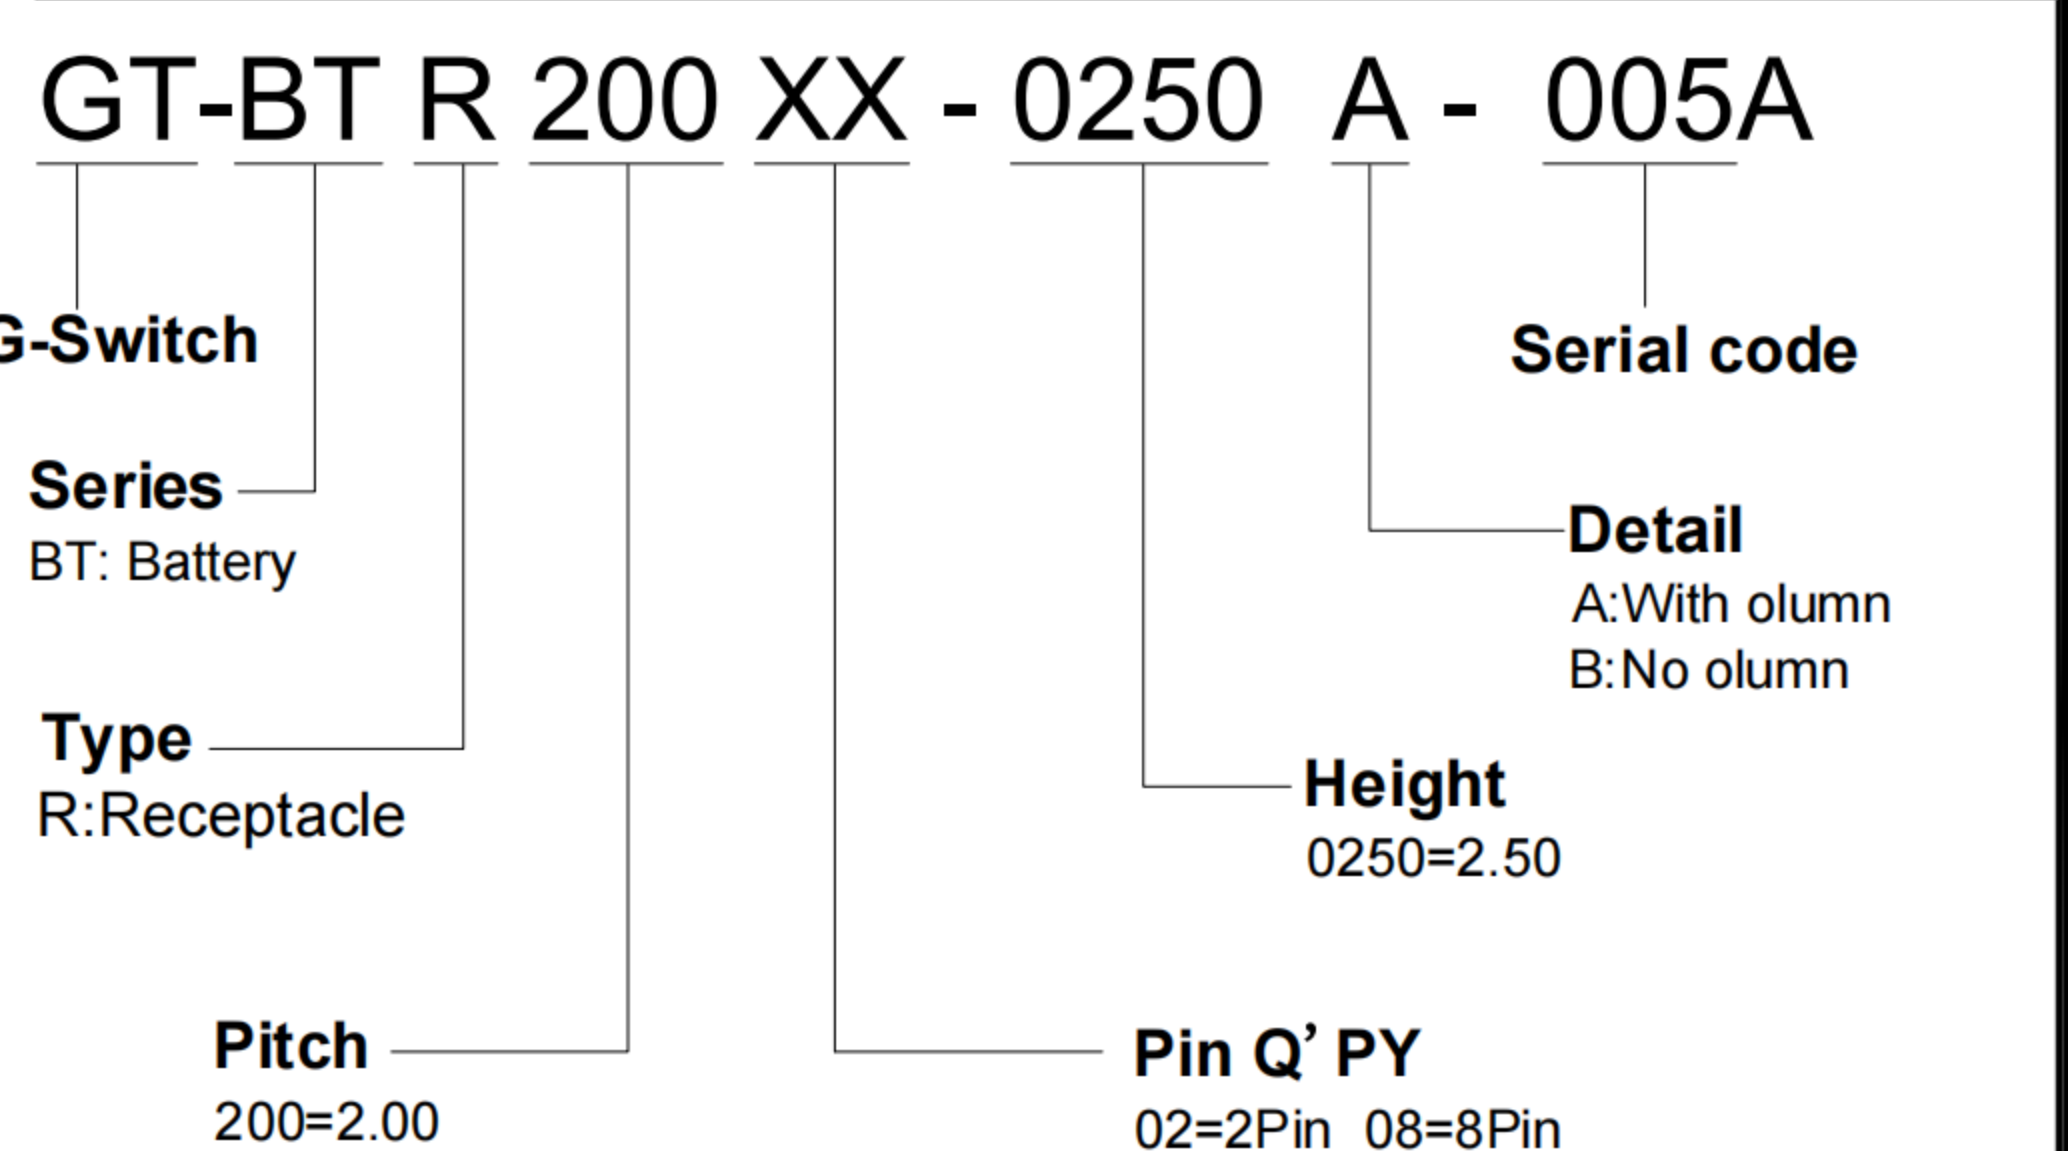 GT-BT R 200 XX - 0250 A - 005A
G-Switch
Serial code
Series
BT: Battery
Detail
A:With olumn
B:No olumn
Type
R:Receptacle
Height
0250=2.50
Pitch
200=2.00
Pin Q’ PY
02=2Pin 08=8Pin